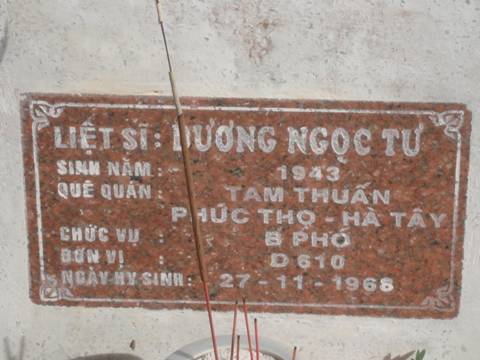 LIỆT SĨ: DƯƠNG NGỌC TƯ
SINH NĂM: 1943
QUÊ QUÁN: TAM THUẤN
PHÚC THỌ - HÀ TÂY
CHỨC VỤ: B PHÓ
ĐƠN VỊ: D 610
NGÀY HY SINH: 27 - 11 - 1968